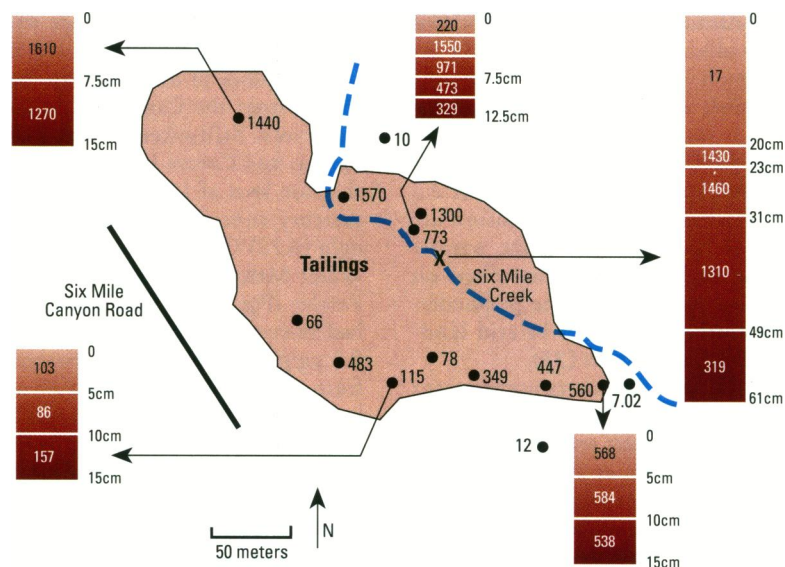 1610
1270
0
7.5cm
15cm
1440
220
1550
971
473
329
0
7.5cm
12.5cm
17
1430
1460
1310
319
0
20cm
23cm
31cm
49cm
61cm
10
1570
1300
773
X
Tailings
Six Mile
Creek
Six Mile
Canyon Road
66
483
115
78
349
447
560
7.02
12
103
86
157
0
5cm
10cm
15cm
568
584
538
0
5cm
10cm
15cm
N
50 meters